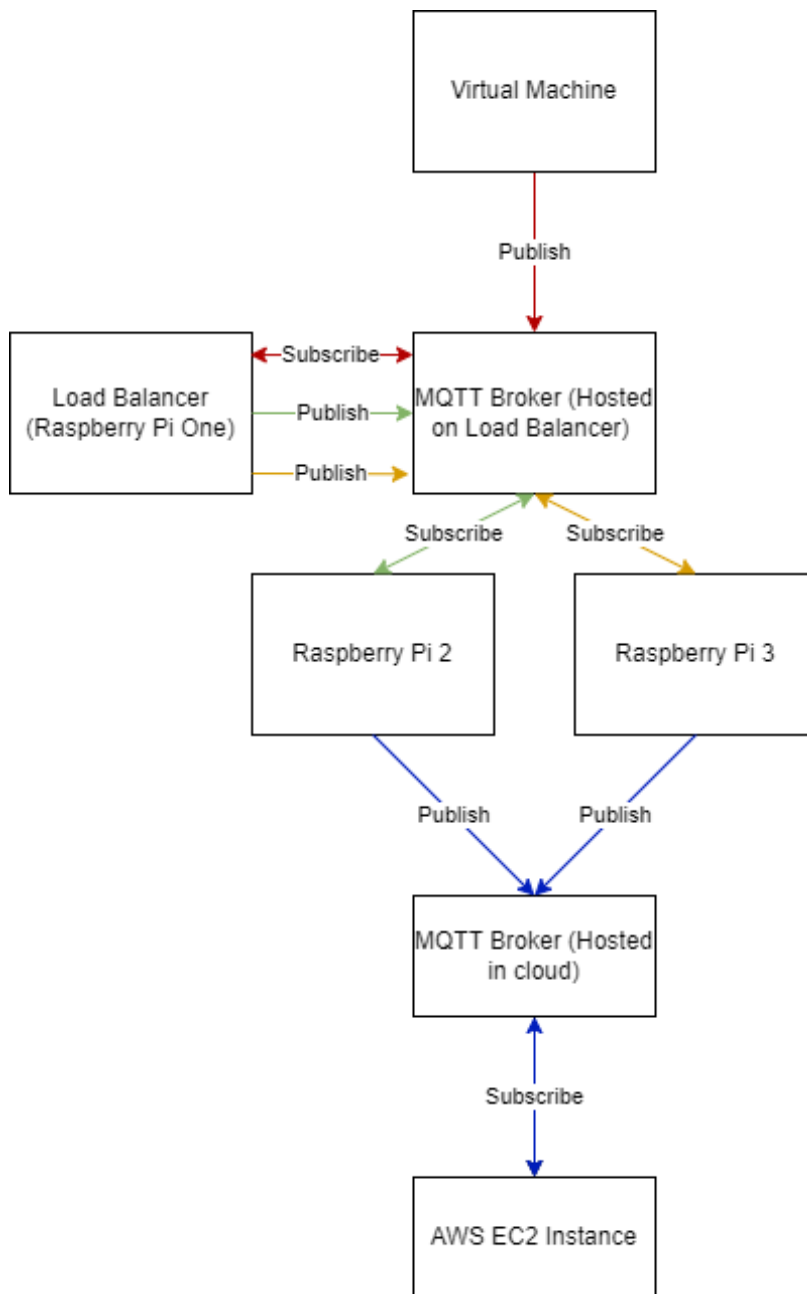 Virtual Machine
Publish
Subscribe
Load Balancer
(Raspberry Pi One)
Publish
Publish
MQTT Broker (Hosted
on Load Balancer)
Subscribe
Subscribe
Raspberry Pi 2
Raspberry Pi 3
Publish
Publish
MQTT Broker (Hosted
in cloud)
Subscribe
AWS EC2 Instance